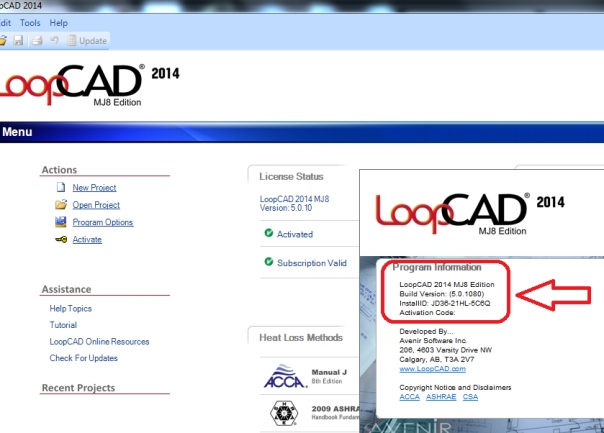 opCAD 2014
dit Tools Help
Update
LoopCAD® 2014
MJ8 Edition
Menu
Actions
New Project
Open Project
Program Options
Activate
Assistance
Help Topics
Tutorial
LoopCAD Online Resources
Check For Updates
Recent Projects
License Status
LoopCAD 2014 MJ8
Version: 5.0.10
Activated
Subscription Valid
Heat Loss Methods
ACCA
Manual J
8th Edition
ASHRAE
2009 ASHRA
Handbook Fundam
LoopCAD® 2014
MJ8 Edition
Program Information
LoopCAD 2014 MJ8 Edition
Build Version: (5.0.1080)
InstallID: JD36-21HL-5C6Q
Activation Code:
Developed By...
Avenir Software Inc.
206, 4603 Varsity Drive NW
Calgary, AB, T3A 2V7
www.LoopCAD.com
Copyright Notice and Disclaimers
ACCA ASHRAE CSA
AVENIR